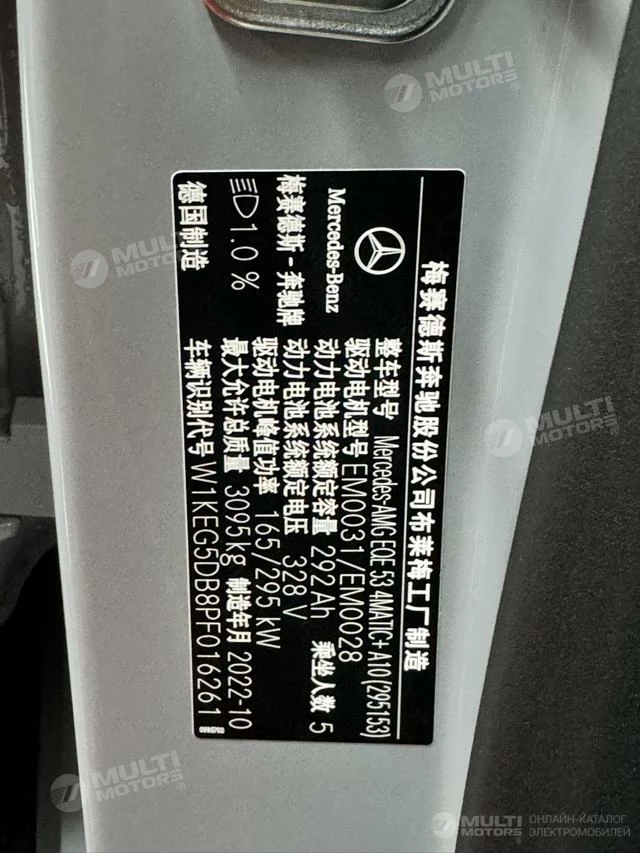 梅赛德斯奔驰股份公司布莱梅工厂制造
整车型号 Mercedes-AMG EQE 53 4MATIC+ A10(295153)
驱动电机型号 EM0031/EM0028
动力电池系统额定容量 292Ah 乘坐人数 5
动力电池系统额定电压 328 V
驱动电机峰值功率 165/295 kW
最大允许总质量 3095kg 制造年月 2022-10
车辆识别代号 W1KEG5DB8PF016261
Mercedes-Benz
梅赛德斯-奔驰牌
1.0 %
德国制造
MULTI
MOTORS
MULTI
MOTORS
MULTI
MOTORS
MULTI
MOTORS
MULTI
MOTORS
ОНЛАЙН-КАТАЛОГ
ЭЛЕКТРОМОБИЛЕЙ